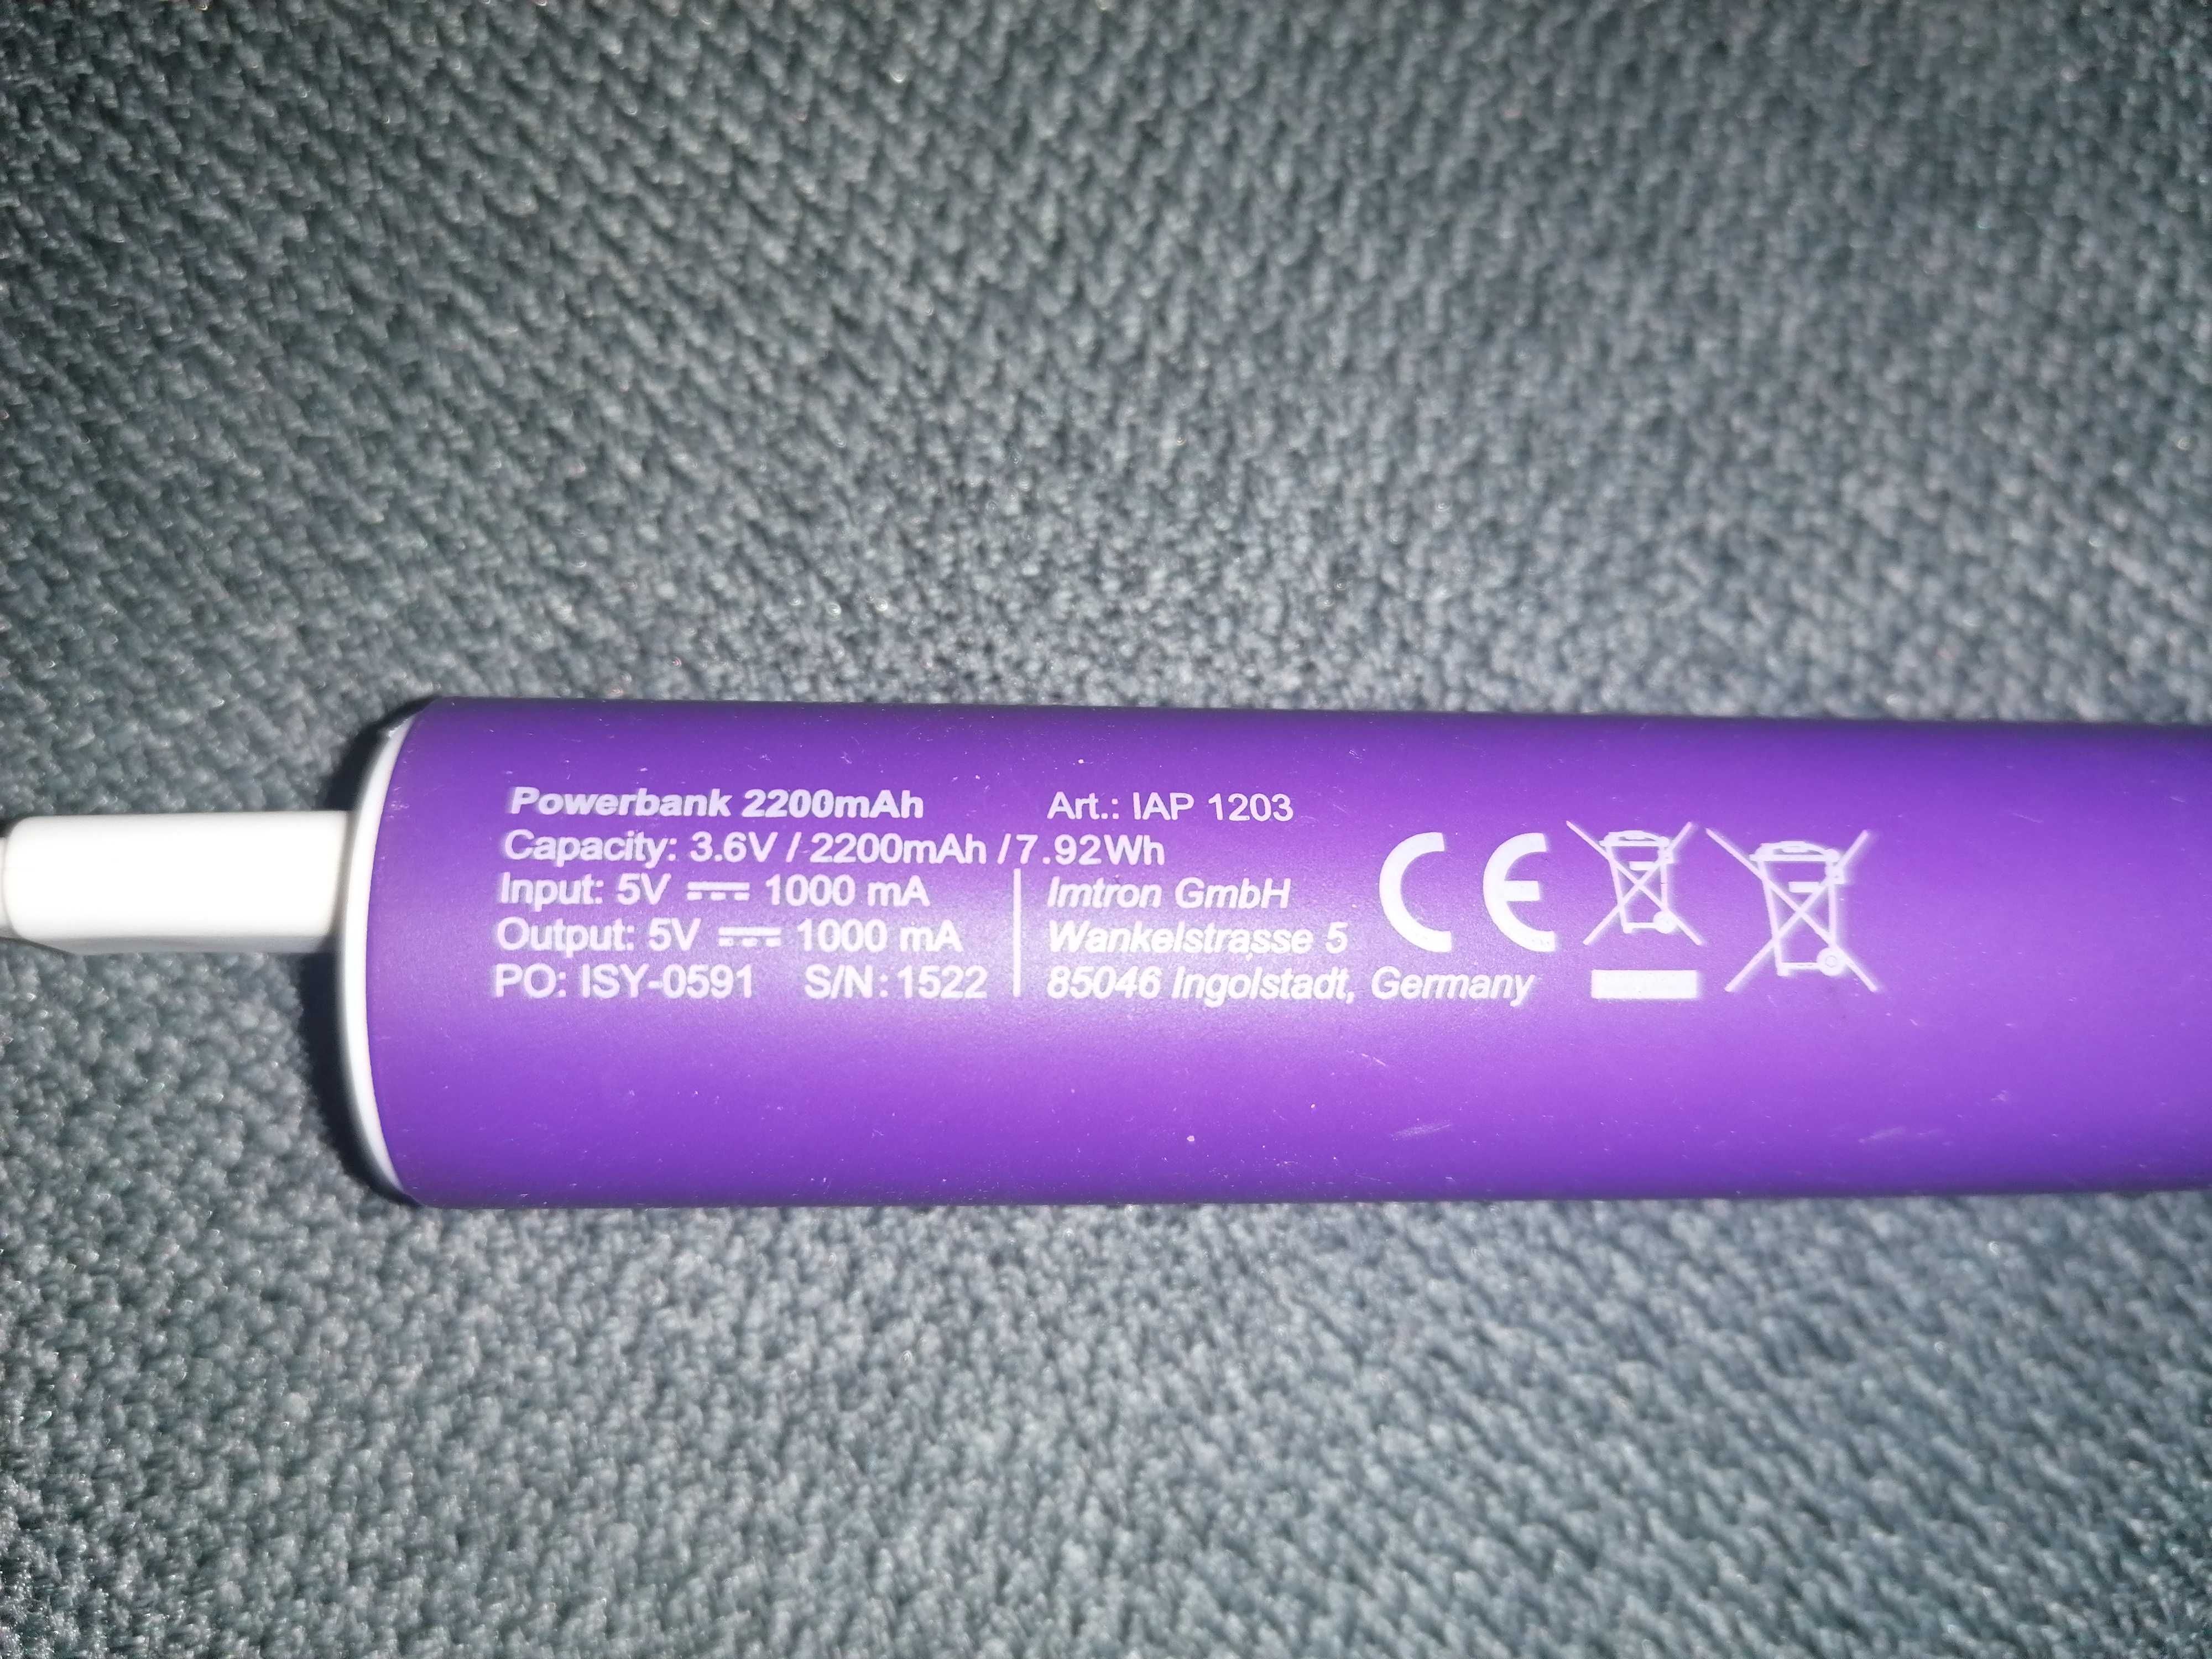 Powerbank 2200mAh Art.: IAP 1203
Capacity: 3.6V / 2200mAh / 7.92Wh
Input: 5V ⎓ 1000 mA
Output: 5V ⎓ 1000 mA
PO: ISY-0591 S/N: 1522
Imtron GmbH
Wankelstrasse 5
85046 Ingolstadt, Germany
CE